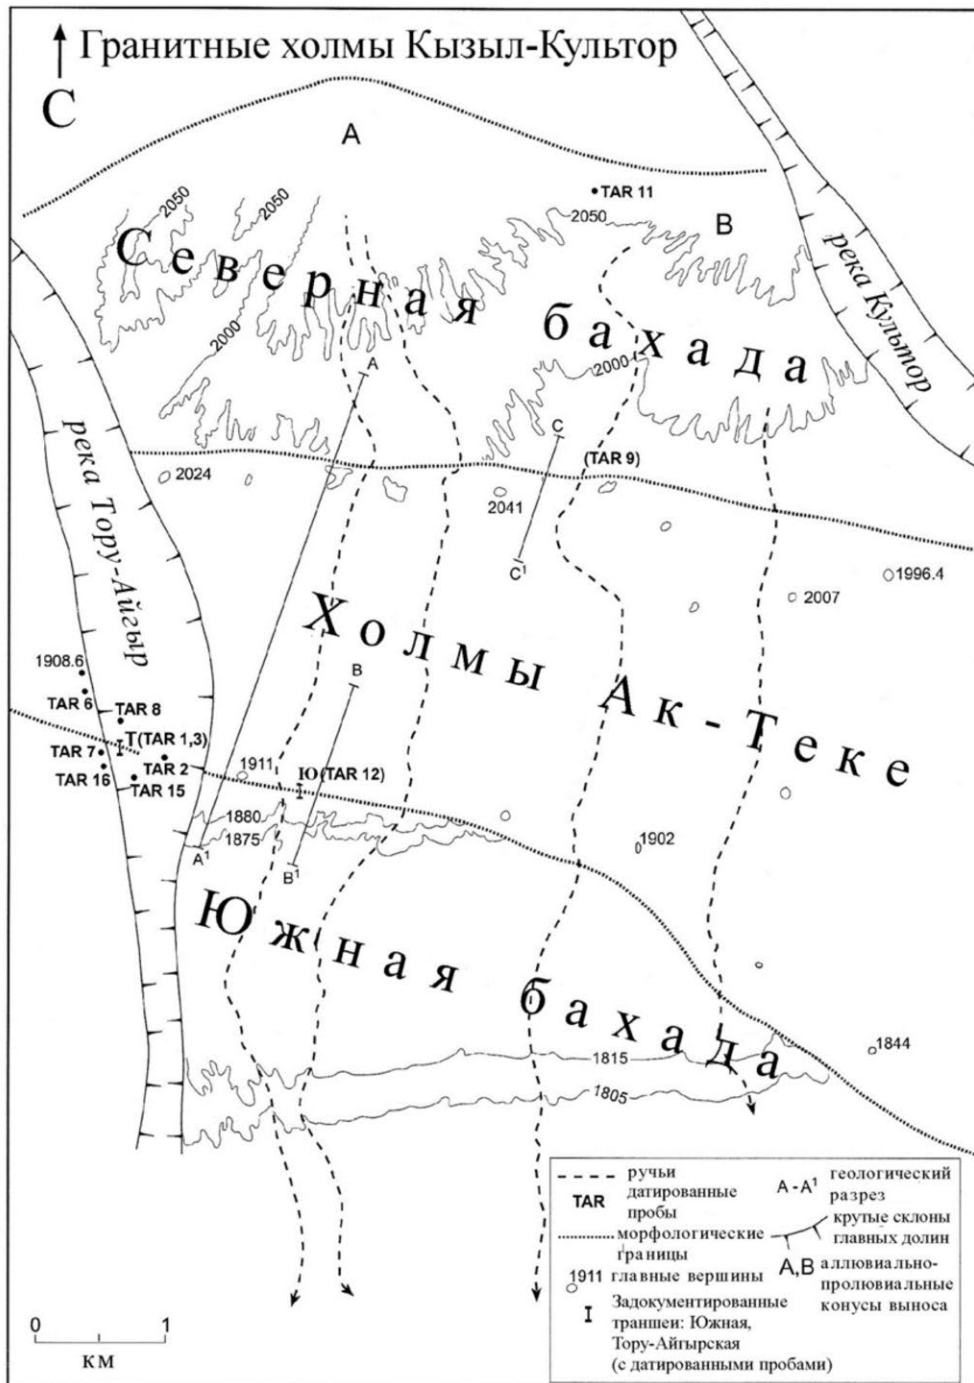 Гранитные холмы Кызыл-Культор
С
А
TAR 11
2050
2050
2050
В
Северная бахада
река Культор
2000
2000
А
С
(TAR 9)
2024
2041
С¹
1996.4
2007
река Тору-Айгыр
Холмы Ак-Теке
В
1908.6
TAR 6
TAR 8
Т(TAR 1,3)
TAR 7
TAR 2
TAR 16
TAR 15
1911
Ю(TAR 12)
1880
1875
А¹
В¹
1902
Южная бахада
1844
1815
1805
ручьи
TAR датированные
пробы
морфологические
границы
1911 главные вершины
Задокументированные
траншеи: Южная,
Тору-Айгырская
(с датированными пробами)
А-А¹ геологический
разрез
крутые склоны
главных долин
А,В аллювиально-
пролювиальные
конусы выноса
0 1
км